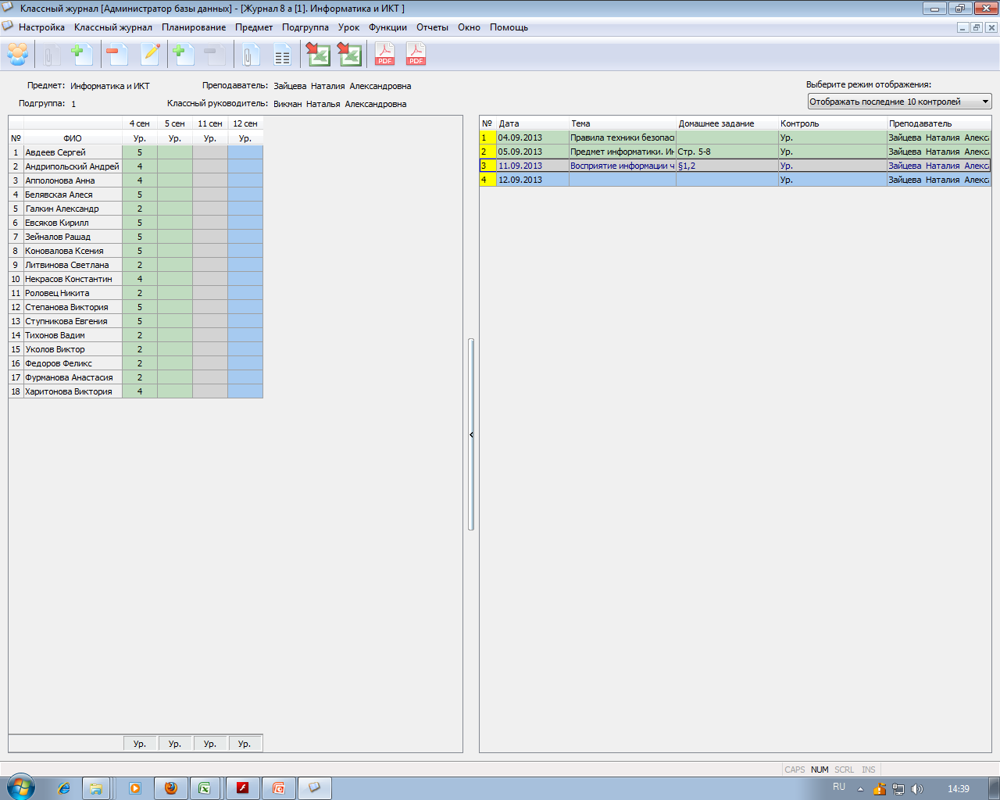 Классный журнал [Администратор базы данных] - [Журнал 8 а [1]. Информатика и ИКТ ]
Настройка Классный журнал Планирование Предмет Подгруппа Урок Функции Отчеты Окно Помощь
PDF PDF
Предмет: Информатика и ИКТ Преподаватель: Зайцева Наталия Александровна
Подгруппа: 1 Классный руководитель: Викман Наталья Александровна
Выберите режим отображения:
Отображать последние 10 контролей
4 сен 5 сен 11 сен 12 сен
№ ФИО Ур. Ур. Ур. Ур.
1 Авдеев Сергей 5
2 Андрипольский Андрей 4
3 Апполонова Анна 4
4 Белявская Алеся 5
5 Галкин Александр 2
6 Евсяков Кирилл 5
7 Зейналов Рашад 5
8 Коновалова Ксения 5
9 Литвинова Светлана 2
10 Некрасов Константин 4
11 Роловец Никита 2
12 Степанова Виктория 5
13 Ступникова Евгения 5
14 Тихонов Вадим 2
15 Уколов Виктор 2
16 Федоров Феликс 2
17 Фурманова Анастасия 2
18 Харитонова Виктория 4
Ур. Ур. Ур. Ур.
№ Дата Тема Домашнее задание Контроль Преподаватель
1 04.09.2013 Правила техники безопас Ур. Зайцева Наталия Алекс
2 05.09.2013 Предмет информатики. Ин Стр. 5-8 Ур. Зайцева Наталия Алекс
3 11.09.2013 Восприятие информации ч §1,2 Ур. Зайцева Наталия Алекс
4 12.09.2013 Ур. Зайцева Наталия Алекс
CAPS NUM SCRL INS
RU 14:39